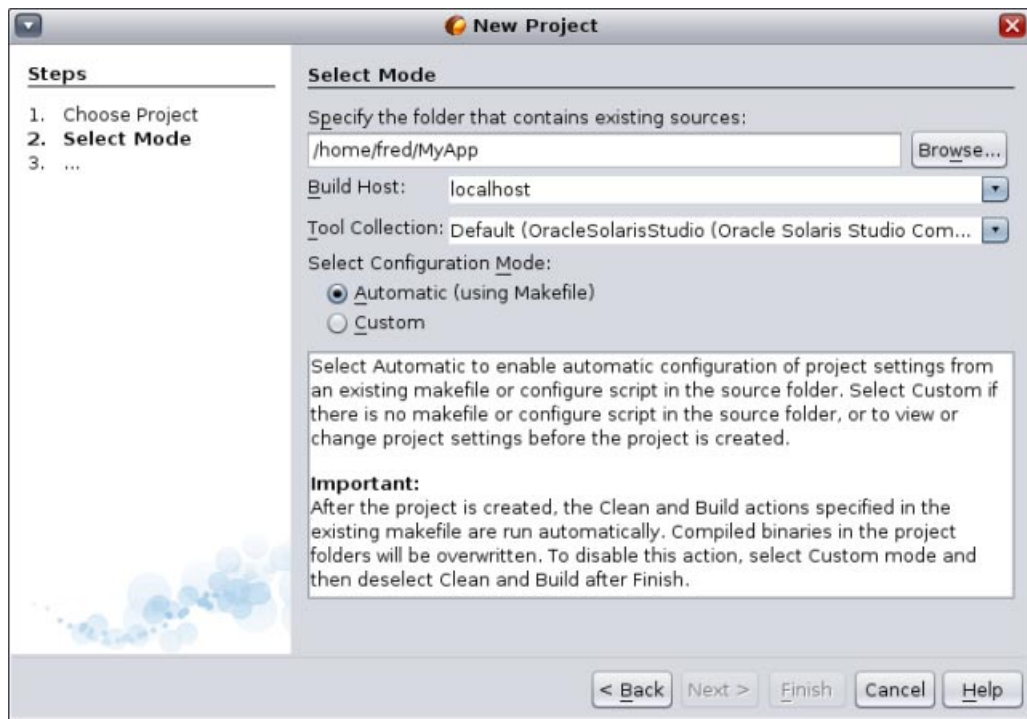 New Project
Steps
1. Choose Project
2. Select Mode
3. ...
Select Mode
Specify the folder that contains existing sources:
/home/fred/MyApp
Browse...
Build Host: localhost
Tool Collection: Default (OracleSolarisStudio (Oracle Solaris Studio Com...
Select Configuration Mode:
Automatic (using Makefile)
Custom
Select Automatic to enable automatic configuration of project settings from
an existing makefile or configure script in the source folder. Select Custom if
there is no makefile or configure script in the source folder, or to view or
change project settings before the project is created.
Important:
After the project is created, the Clean and Build actions specified in the
existing makefile are run automatically. Compiled binaries in the project
folders will be overwritten. To disable this action, select Custom mode and
then deselect Clean and Build after Finish.
< Back Next > Finish Cancel Help